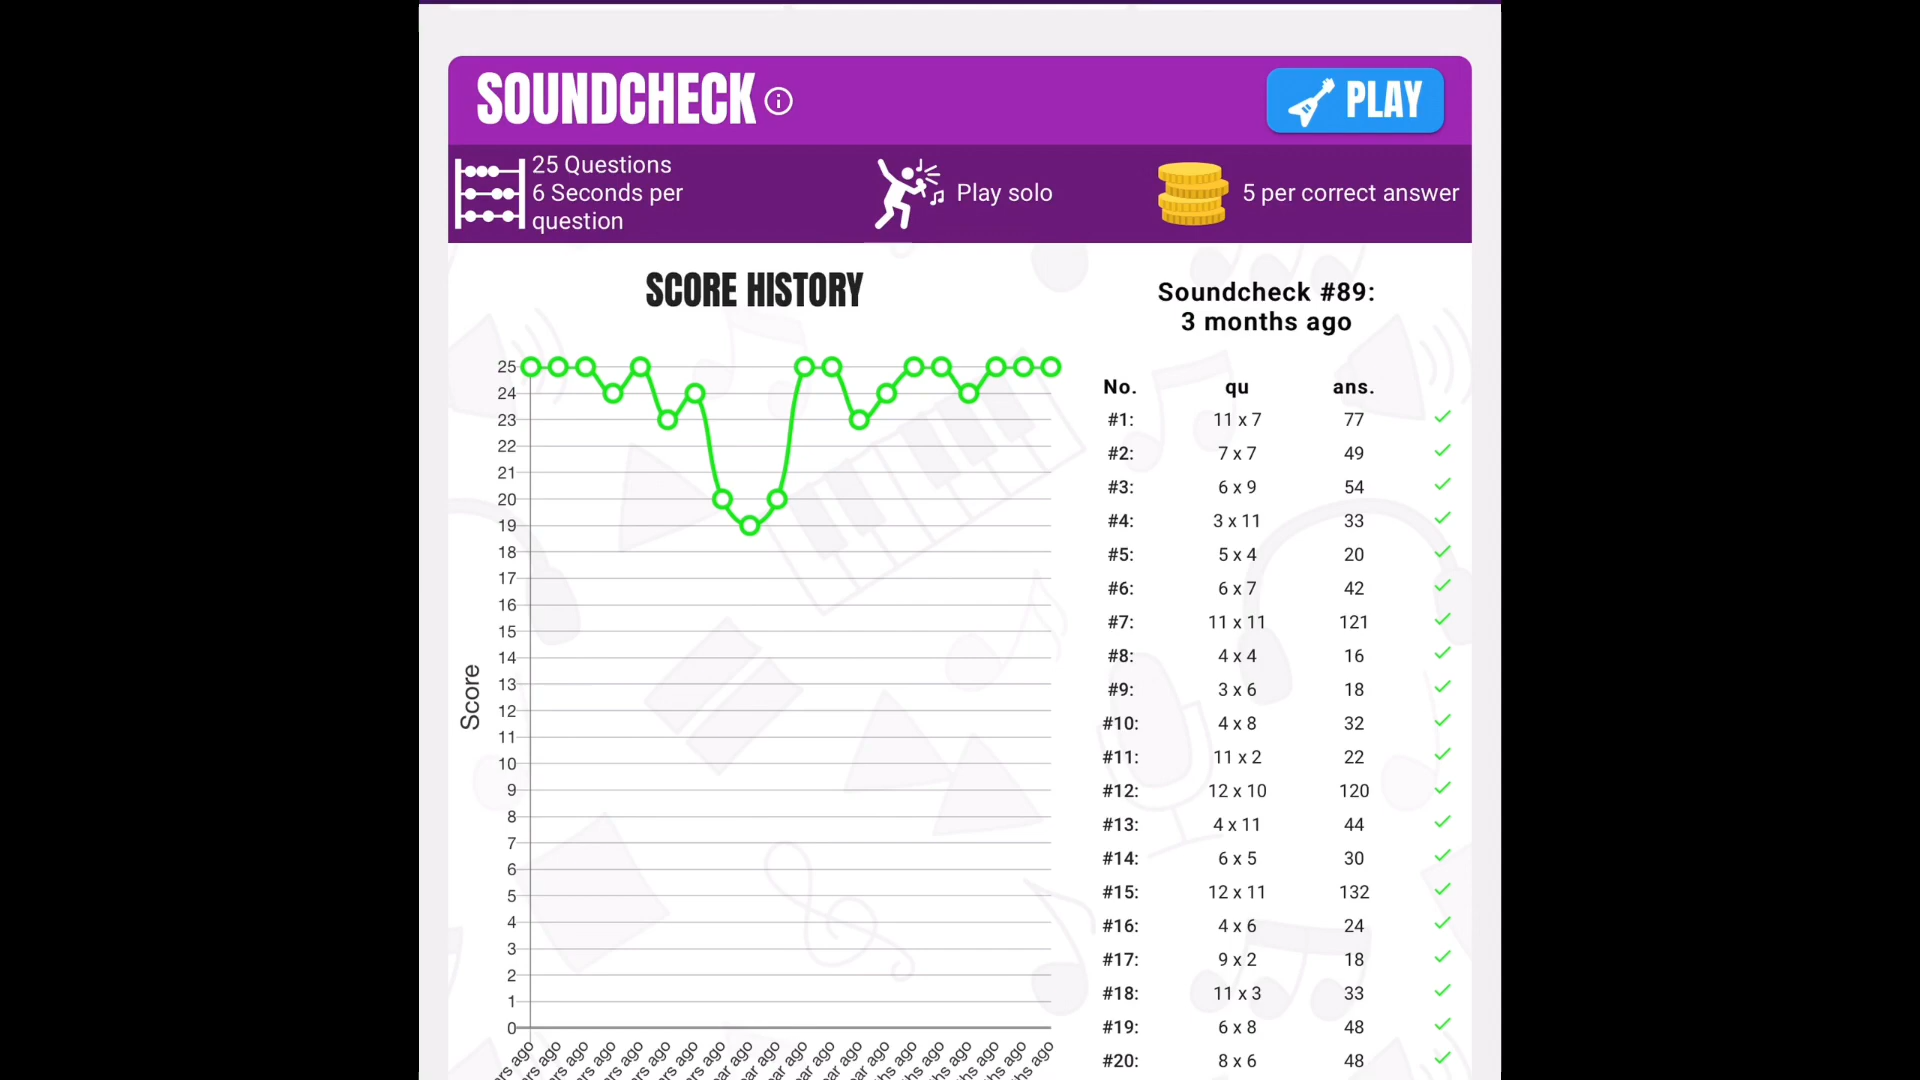 SOUNDCHECK
PLAY
25 Questions
6 Seconds per
question
Play solo
5 per correct answer
SCORE HISTORY
Soundcheck #89:
3 months ago
Score
25
24
23
22
21
20
19
18
17
16
15
14
13
12
11
10
9
8
7
6
5
4
3
2
1
0
No. qu ans.
#1: 11 x 7 77
#2: 7 x 7 49
#3: 6 x 9 54
#4: 3 x 11 33
#5: 5 x 4 20
#6: 6 x 7 42
#7: 11 x 11 121
#8: 4 x 4 16
#9: 3 x 6 18
#10: 4 x 8 32
#11: 11 x 2 22
#12: 12 x 10 120
#13: 4 x 11 44
#14: 6 x 5 30
#15: 12 x 11 132
#16: 4 x 6 24
#17: 9 x 2 18
#18: 11 x 3 33
#19: 6 x 8 48
#20: 8 x 6 48